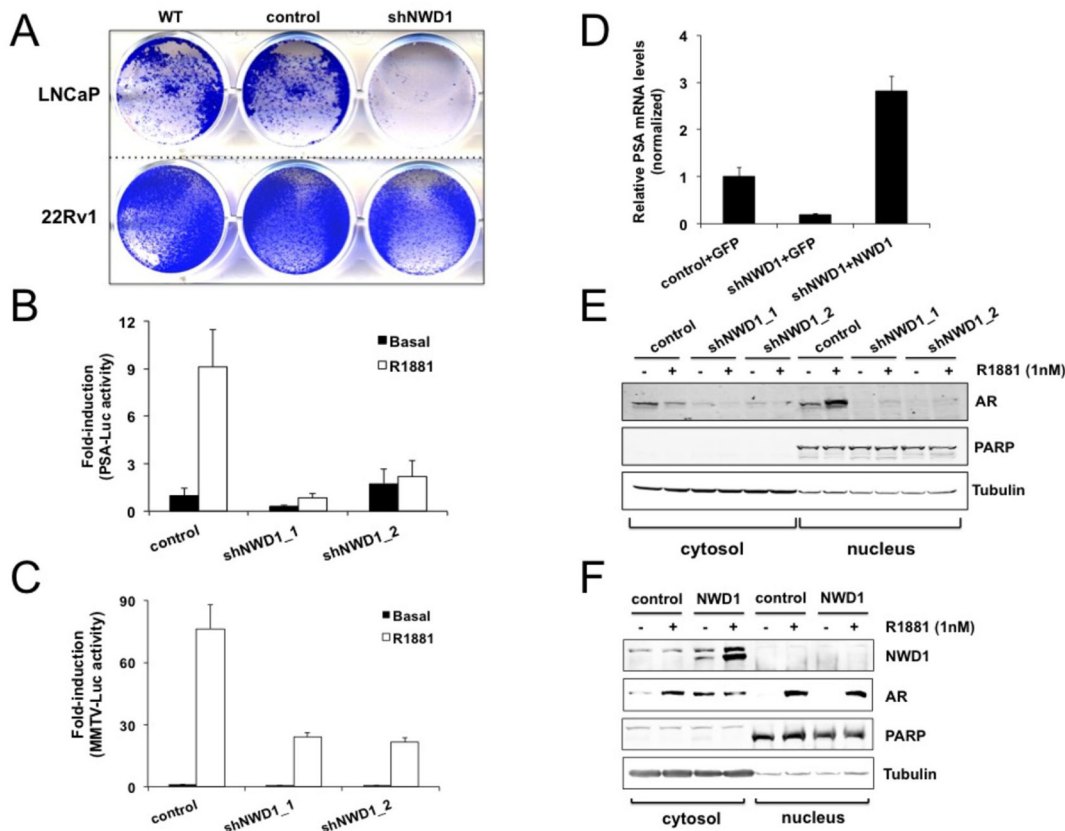 A
WT control shNWD1
LNCaP
22Rv1
B
12
9
6
3
0
Fold-induction
(PSA-Luc activity)
Basal
R1881
control shNWD1_1 shNWD1_2
C
90
60
30
0
Fold-induction
(MMTV-Luc activity)
Basal
R1881
control shNWD1_1 shNWD1_2
D
4
3
2
1
0
Relative PSA mRNA levels
(normalized)
control+GFP shNWD1+GFP shNWD1+NWD1
E
control shNWD1_1 shNWD1_2 control shNWD1_1 shNWD1_2
- + - + - + - + - + - + R1881 (1nM)
AR
PARP
Tubulin
cytosol nucleus
F
control NWD1 control NWD1
- + - + - + - + R1881 (1nM)
NWD1
AR
PARP
Tubulin
cytosol nucleus